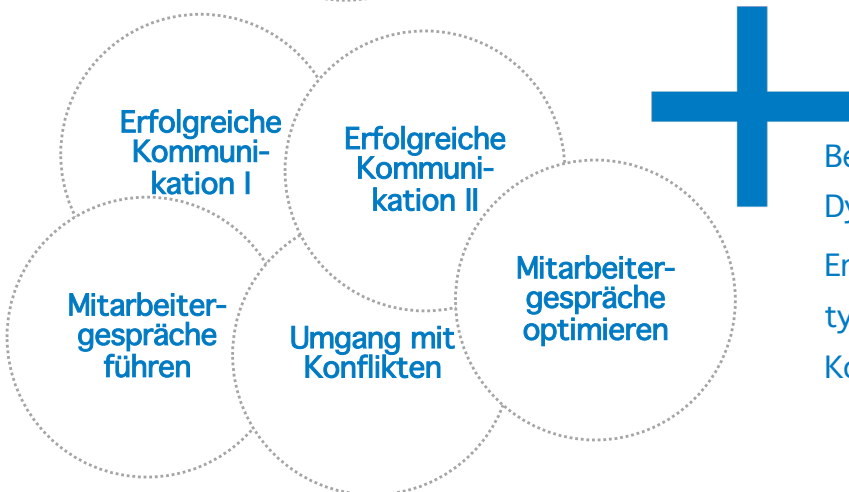 Erfolgreiche
Kommuni-
kation I
Erfolgreiche
Kommuni-
kation II
Mitarbeiter-
gespräche
führen
Umgang mit
Konflikten
Mitarbeiter-
gespräche
optimieren